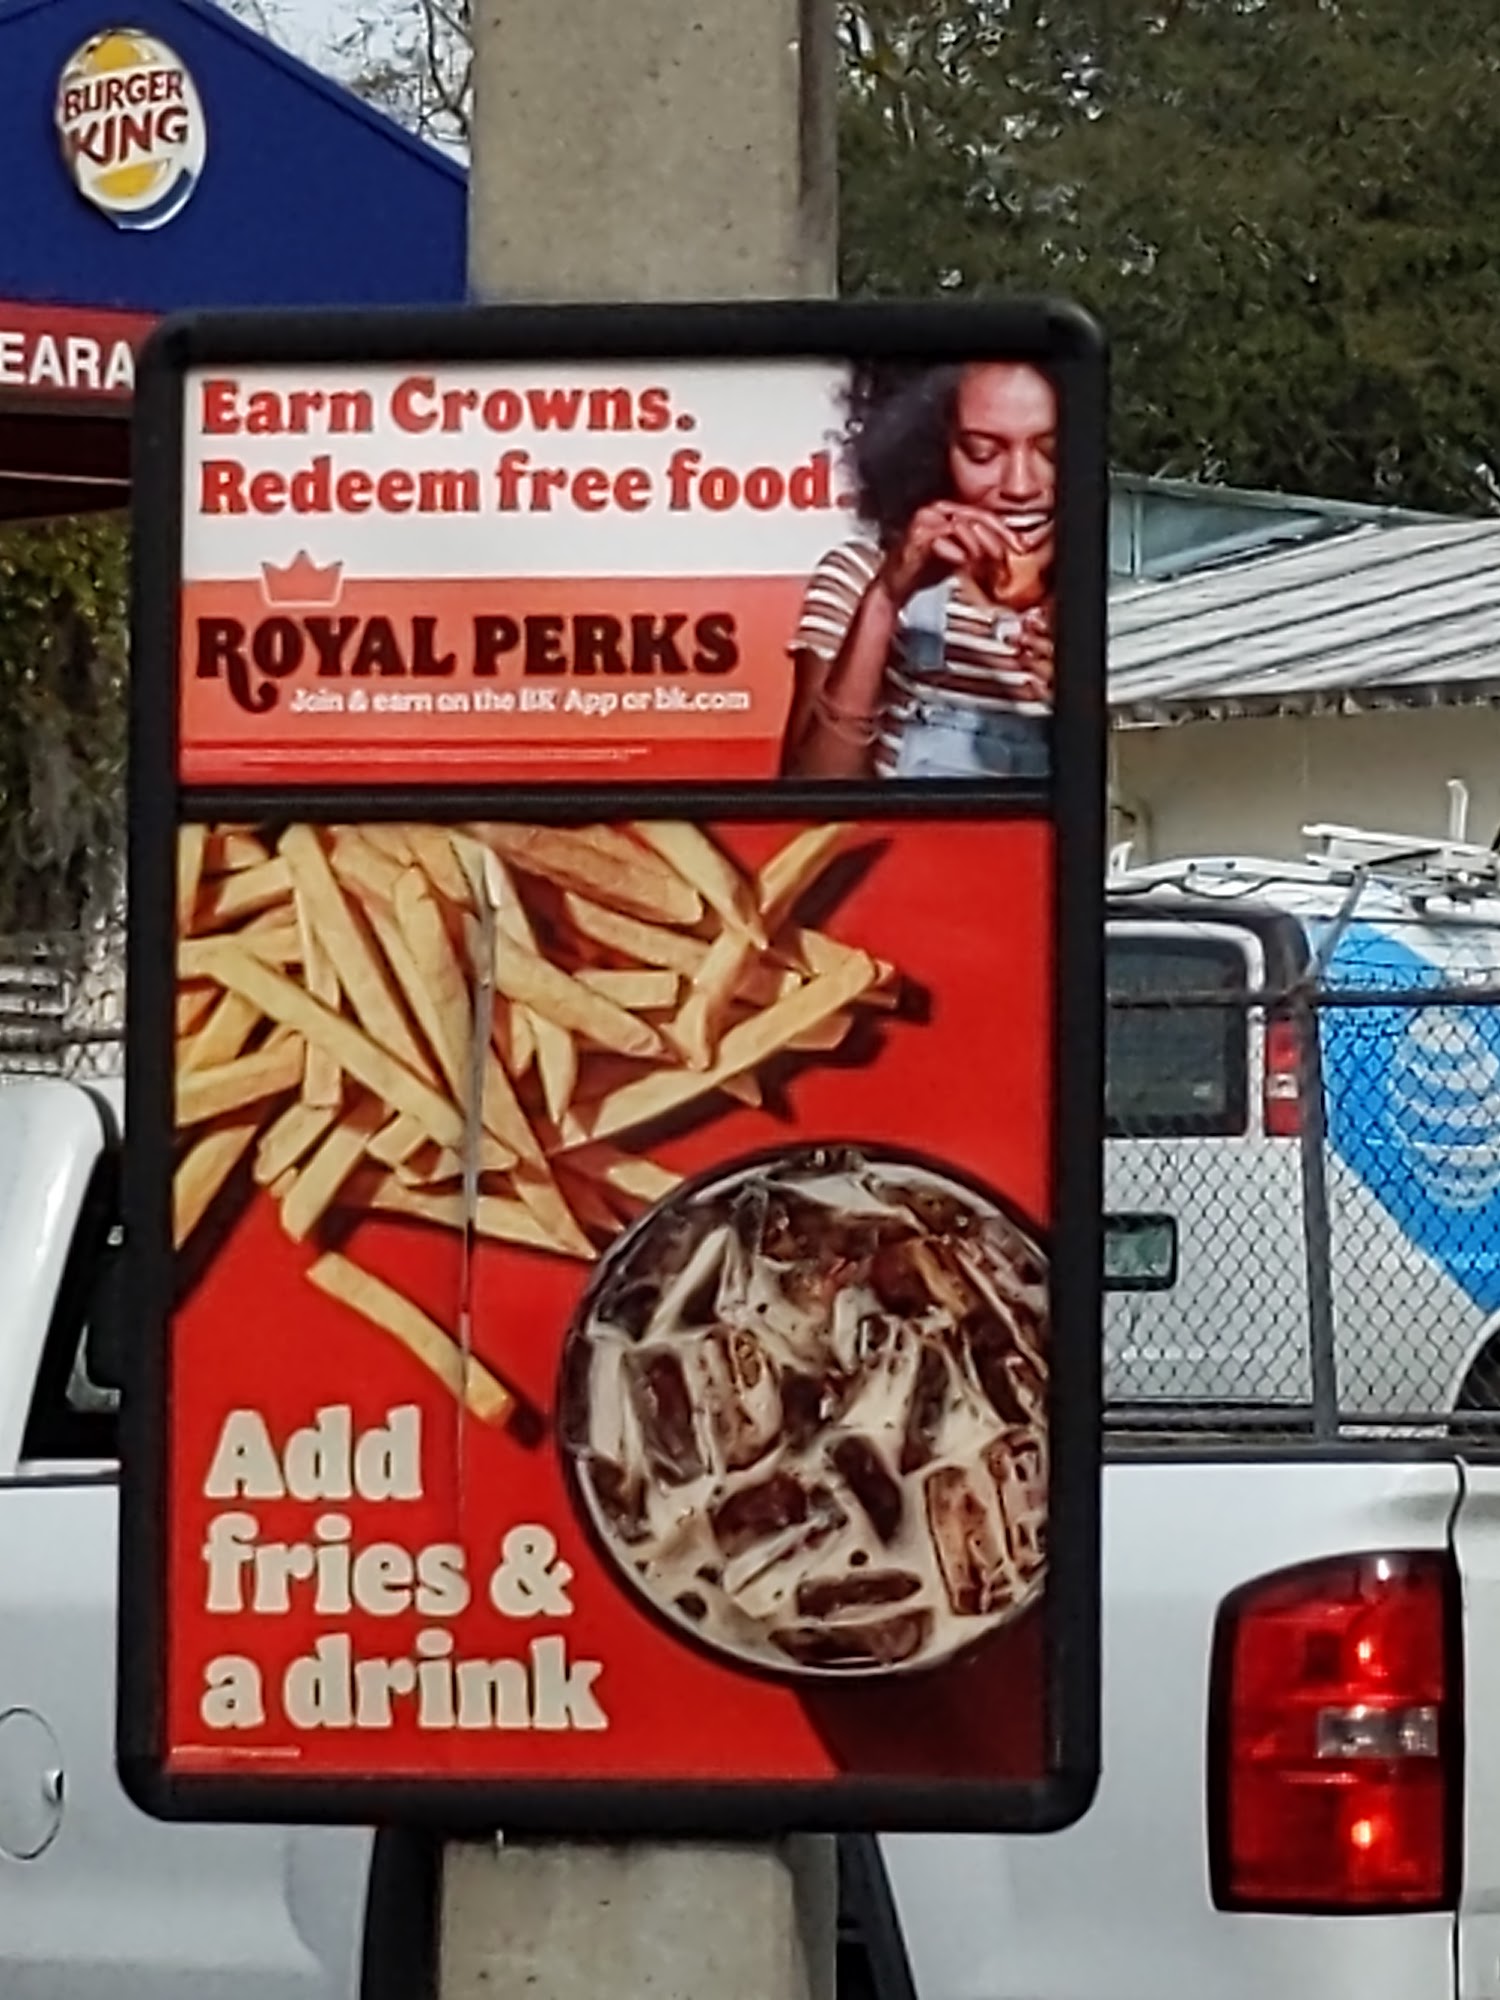 BURGER
KING
EARA
Earn Crowns.
Redeem free food.
ROYAL PERKS
Join & earn on the BK App or bk.com
Add
fries &
a drink